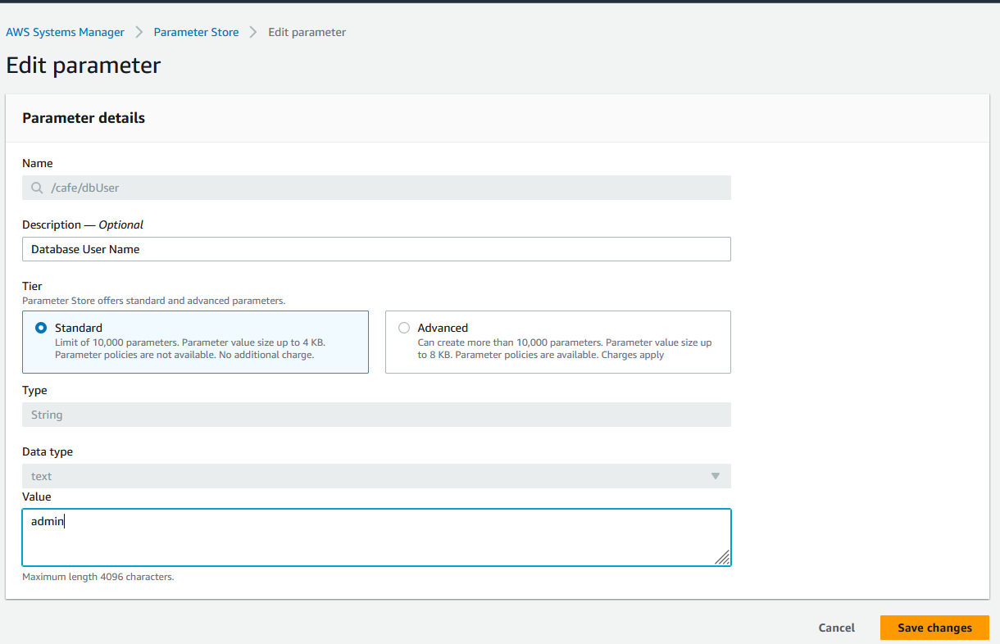 AWS Systems Manager > Parameter Store > Edit parameter
Edit parameter
Parameter details
Name
/cafe/dbUser
Description — Optional
Database User Name
Tier
Parameter Store offers standard and advanced parameters.
Standard
Limit of 10,000 parameters. Parameter value size up to 4 KB.
Parameter policies are not available. No additional charge.
Advanced
Can create more than 10,000 parameters. Parameter value size up
to 8 KB. Parameter policies are available. Charges apply
Type
String
Data type
text
Value
admin
Maximum length 4096 characters.
Cancel
Save changes